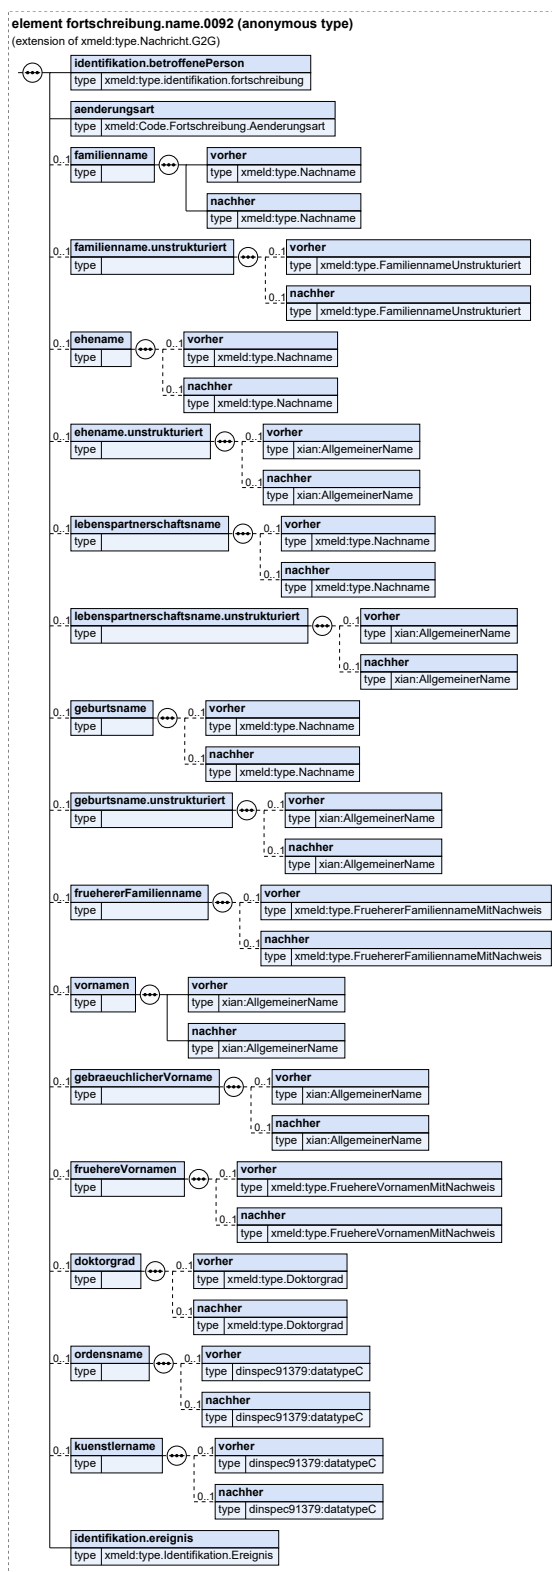 element fortschreibung.name.0092 (anonymous type)
(extension of xmeld:type.Nachricht.G2G)
identifikation.betroffenePerson
type xmeld:type.identifikation.fortschreibung
aenderungsart
type xmeld:Code.Fortschreibung.Aenderungsart
0..1 familienname
type
vorher
type xmeld:type.Nachname
nachher
type xmeld:type.Nachname
0..1 familienname.unstrukturiert
type
0..1 vorher
type xmeld:type.FamiliennameUnstrukturiert
0..1 nachher
type xmeld:type.FamiliennameUnstrukturiert
0..1 ehename
type
0..1 vorher
type xmeld:type.Nachname
0..1 nachher
type xmeld:type.Nachname
0..1 ehename.unstrukturiert
type
0..1 vorher
type xian:AllgemeinerName
0..1 nachher
type xian:AllgemeinerName
0..1 lebenspartnerschaftsname
type
0..1 vorher
type xmeld:type.Nachname
0..1 nachher
type xmeld:type.Nachname
0..1 lebenspartnerschaftsname.unstrukturiert
type
0..1 vorher
type xian:AllgemeinerName
0..1 nachher
type xian:AllgemeinerName
0..1 geburtsname
type
0..1 vorher
type xmeld:type.Nachname
0..1 nachher
type xmeld:type.Nachname
0..1 geburtsname.unstrukturiert
type
0..1 vorher
type xian:AllgemeinerName
0..1 nachher
type xian:AllgemeinerName
0..1 fruehererFamilienname
type
0..1 vorher
type xmeld:type.FruehererFamiliennameMitNachweis
0..1 nachher
type xmeld:type.FruehererFamiliennameMitNachweis
0..1 vornamen
type
vorher
type xian:AllgemeinerName
nachher
type xian:AllgemeinerName
0..1 gebraeuchlicherVorname
type
0..1 vorher
type xian:AllgemeinerName
0..1 nachher
type xian:AllgemeinerName
0..1 fruehereVornamen
type
0..1 vorher
type xmeld:type.FruehereVornamenMitNachweis
0..1 nachher
type xmeld:type.FruehereVornamenMitNachweis
0..1 doktorgrad
type
0..1 vorher
type xmeld:type.Doktorgrad
0..1 nachher
type xmeld:type.Doktorgrad
0..1 ordensname
type
0..1 vorher
type dinspec91379:datatypeC
0..1 nachher
type dinspec91379:datatypeC
0..1 kuenstlername
type
0..1 vorher
type dinspec91379:datatypeC
0..1 nachher
type dinspec91379:datatypeC
identifikation.ereignis
type xmeld:type.Identifikation.Ereignis